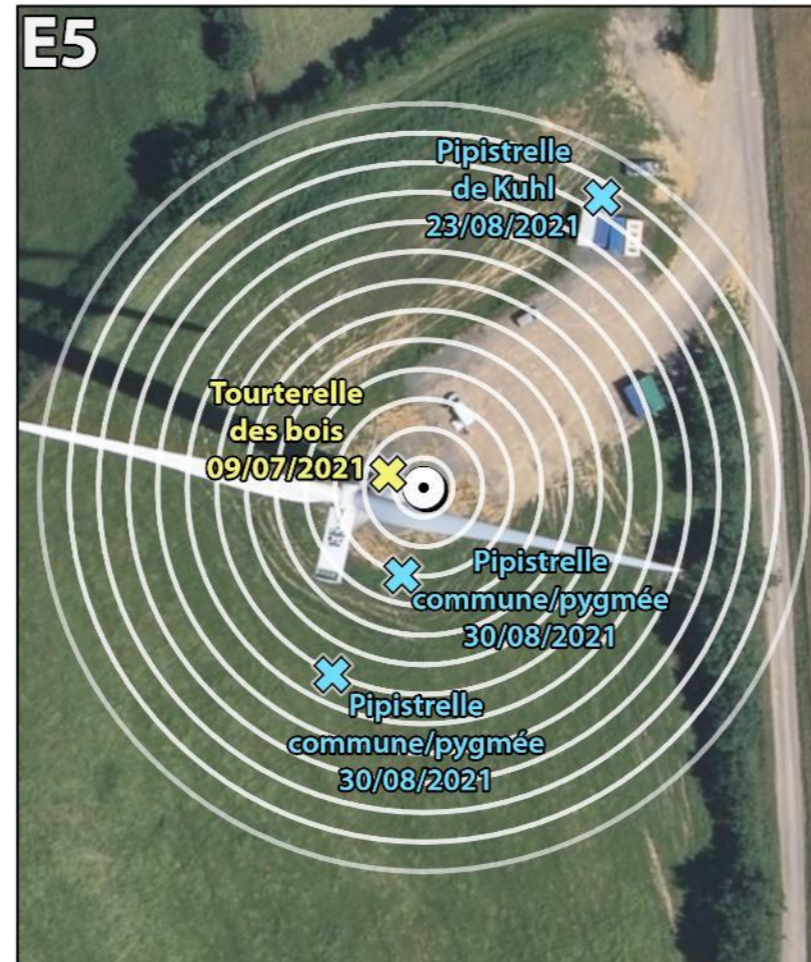 E5
Pipistrelle
de Kuhl
23/08/2021
Tourterelle
des bois
09/07/2021
Pipistrelle
commune/pygmée
30/08/2021
Pipistrelle
commune/pygmée
30/08/2021